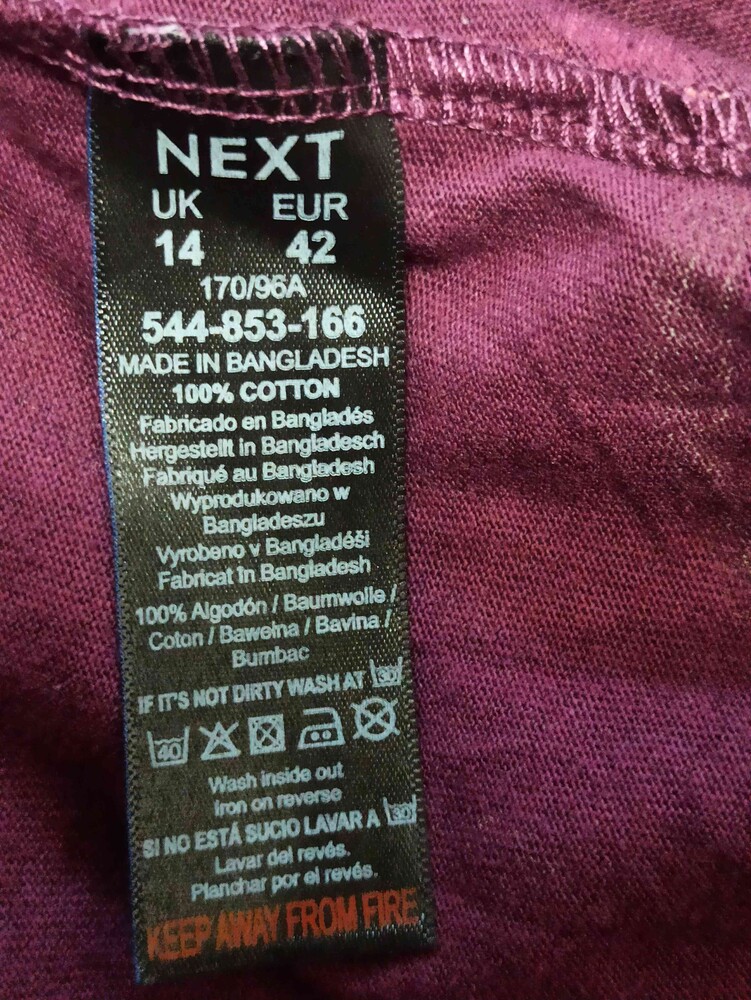 NEXT
UK EUR
14 42
170/96A
544-853-166
MADE IN BANGLADESH
100% COTTON
Fabricado en Bangladés
Hergestellt in Bangladesch
Fabriqué au Bangladesh
Wyprodukowano w
Bangladeszu
Vyrobeno v Bangladéši
Fabricat în Bangladesh
100% Algodón / Baumwolle /
Coton / Bawełna / Bavlna /
Bumbac
IF IT'S NOT DIRTY WASH AT 30
40
Wash inside out
Iron on reverse
SI NO ESTÁ SUCIO LAVAR A 30
Lavar del revés.
Planchar por el revés.
KEEP AWAY FROM FIRE